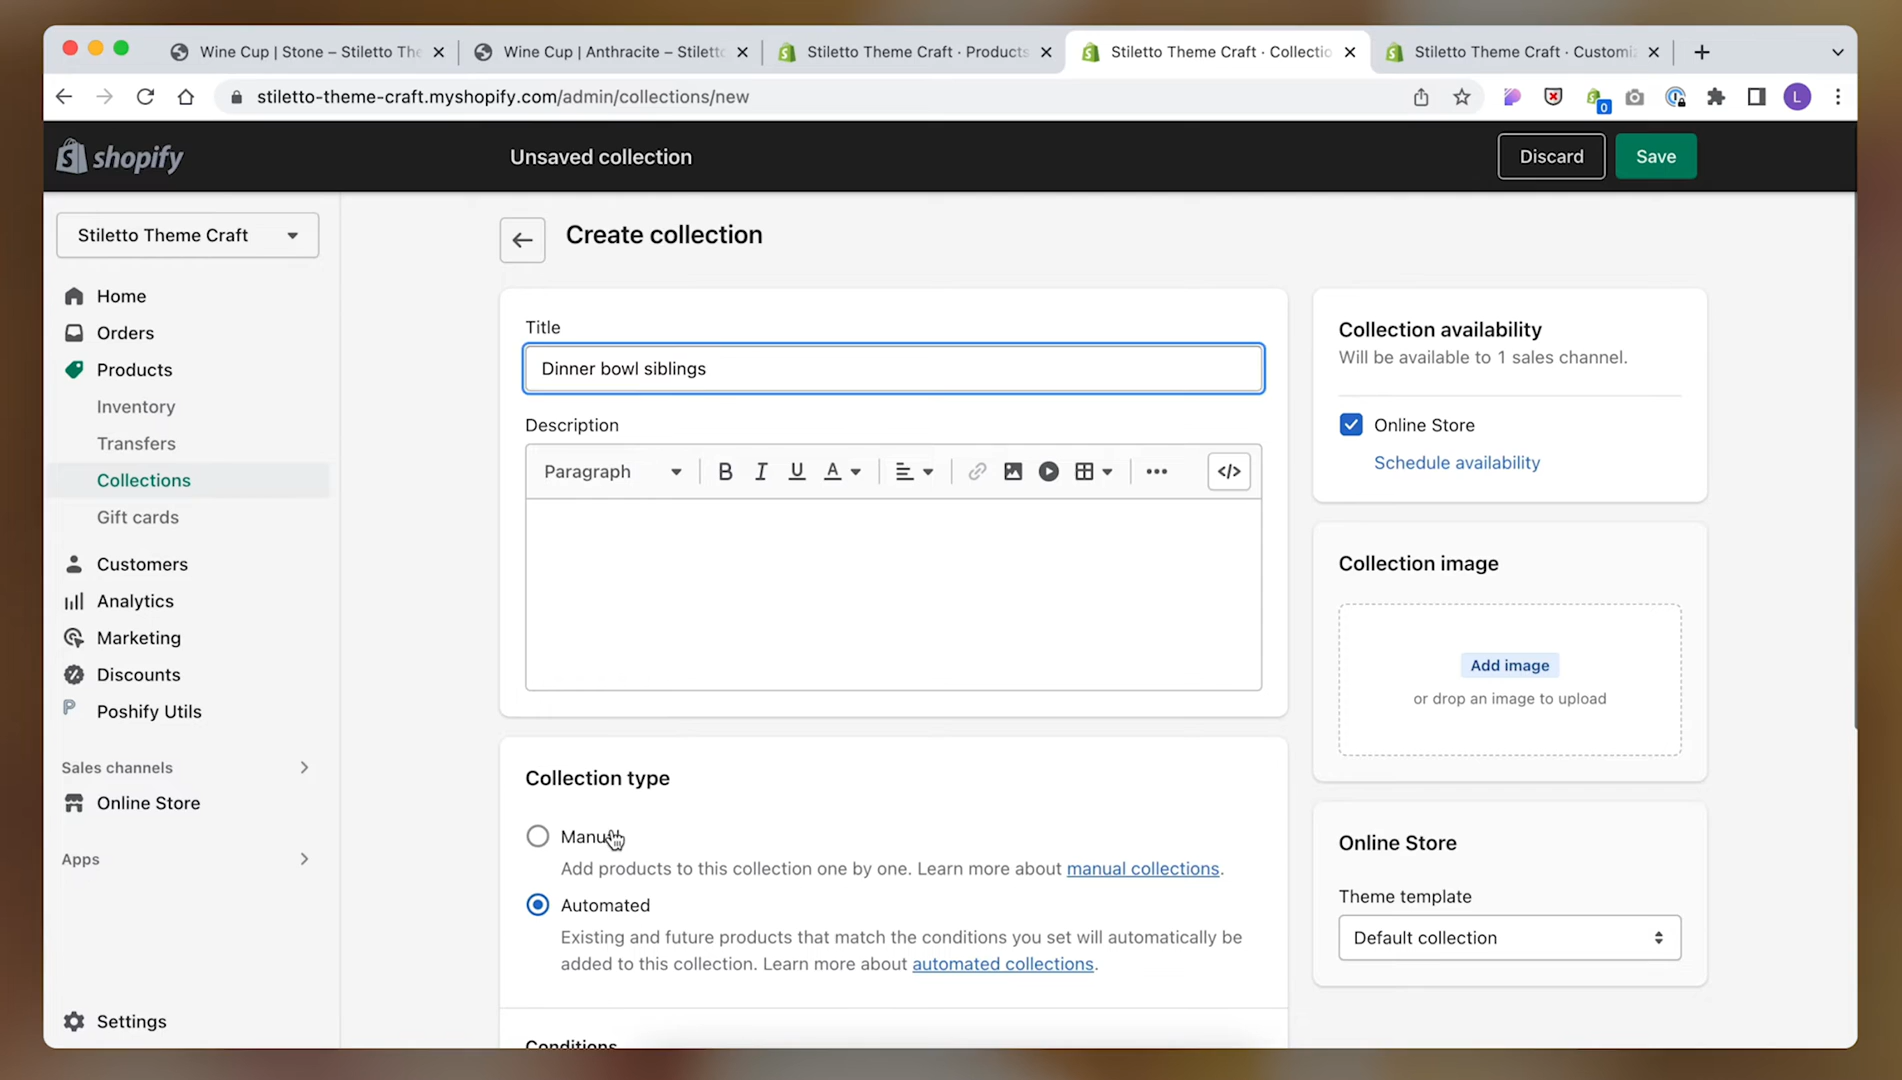 Wine Cup | Stone – Stiletto The
Wine Cup | Anthracite – Stiletto
Stiletto Theme Craft · Products
Stiletto Theme Craft · Collectio
Stiletto Theme Craft · Customiz
stiletto-theme-craft.myshopify.com/admin/collections/new
0
L
shopify
Unsaved collection
Discard
Save
Stiletto Theme Craft
Home
Orders
Products
Inventory
Transfers
Collections
Gift cards
Customers
Analytics
Marketing
Discounts
Poshify Utils
Sales channels
Online Store
Apps
Settings
Create collection
Title
Dinner bowl siblings
Description
Paragraph
B I U A
</>
Collection type
Manual
Add products to this collection one by one. Learn more about manual collections.
Automated
Existing and future products that match the conditions you set will automatically be
added to this collection. Learn more about automated collections.
Conditions
Collection availability
Will be available to 1 sales channel.
Online Store
Schedule availability
Collection image
Add image
or drop an image to upload
Online Store
Theme template
Default collection